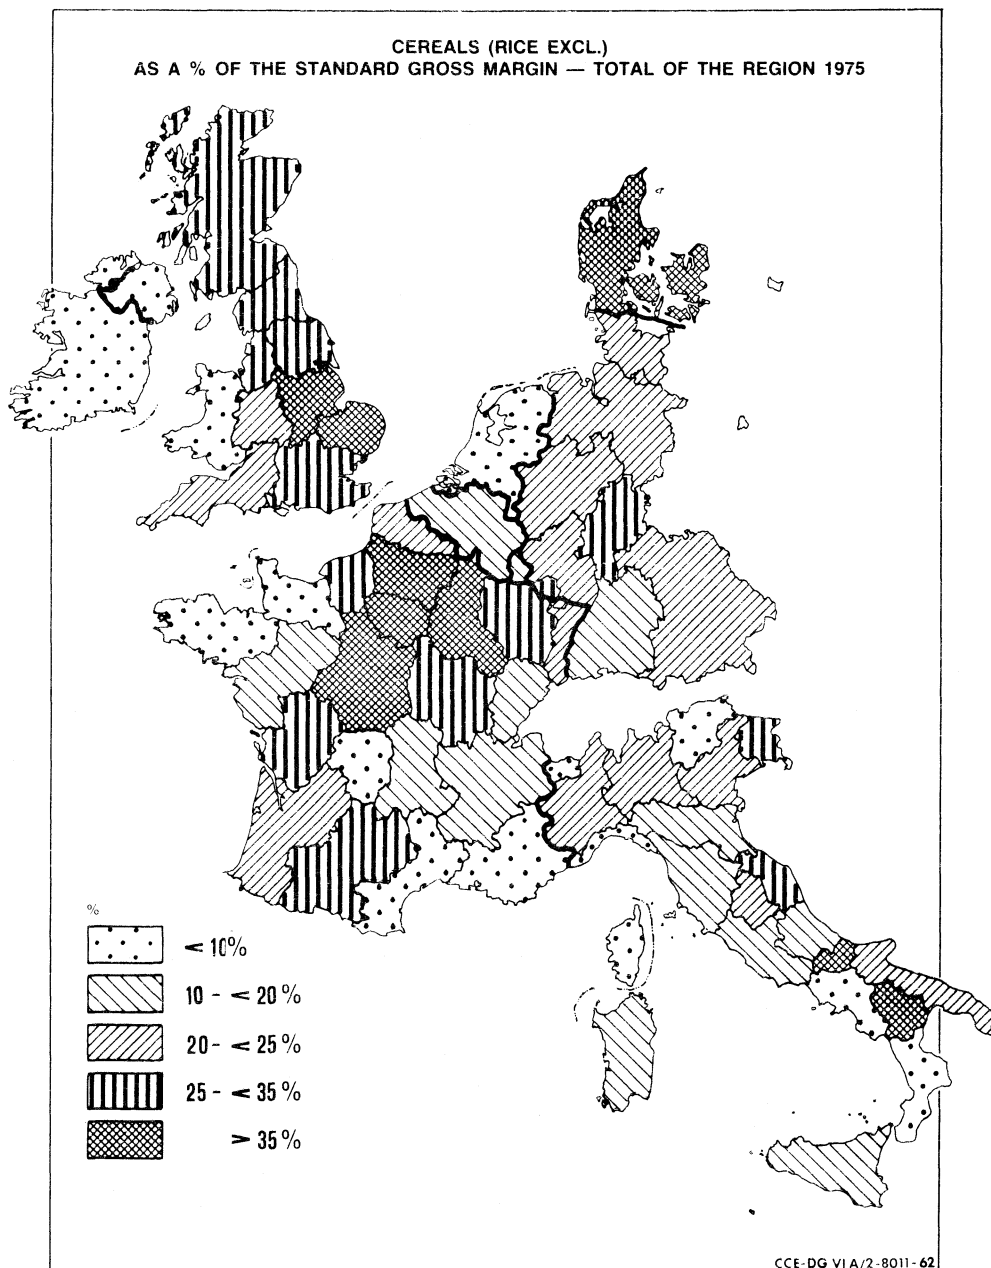 CEREALS (RICE EXCL.)
AS A % OF THE STANDARD GROSS MARGIN — TOTAL OF THE REGION 1975
%
< 10%
10 - < 20%
20 - < 25%
25 - < 35%
> 35%
CCE-DG VI A/2-8011-62